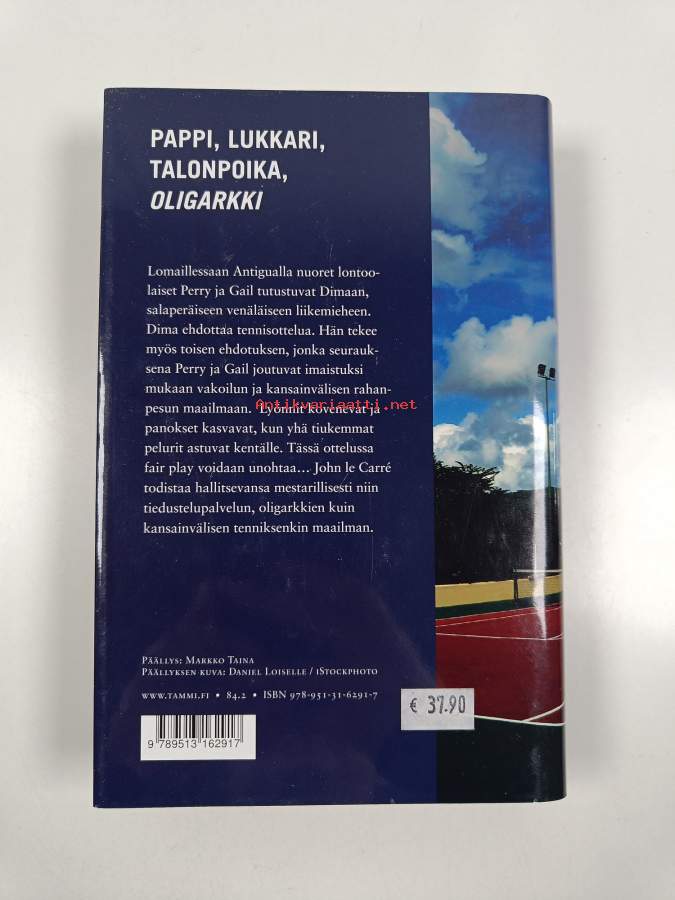 PAPPI, LUKKARI,
TALONPOIKA,
OLIGARKKI
Lomaillessaan Antigualla nuoret lontoo-
laiset Perry ja Gail tutustuvat Dimaan,
salaperäiseen venäläiseen liikemieheen.
Dima ehdottaa tennisottelua. Hän tekee
myös toisen ehdotuksen, jonka seurauk-
sena Perry ja Gail joutuvat imaistuksi
mukaan vakoilun ja kansainvälisen rahan-
pesun maailmaan. Lyönnit kovenevat ja
Antikvariaatti.net
panokset kasvavat, kun yhä tiukemmat
pelurit astuvat kentälle. Tässä ottelussa
fair play voidaan unohtaa... John le Carré
todistaa hallitsevansa mestarillisesti niin
tiedustelupalvelun, oligarkkien kuin
kansainvälisen tenniksenkin maailman.
Päällys: Markko Taina
Päällyksen kuva: Daniel Loiselle / iStockphoto
www.tammi.fi • 84.2 • ISBN 978-951-31-6291-7
€ 37.90
9 789513 162917